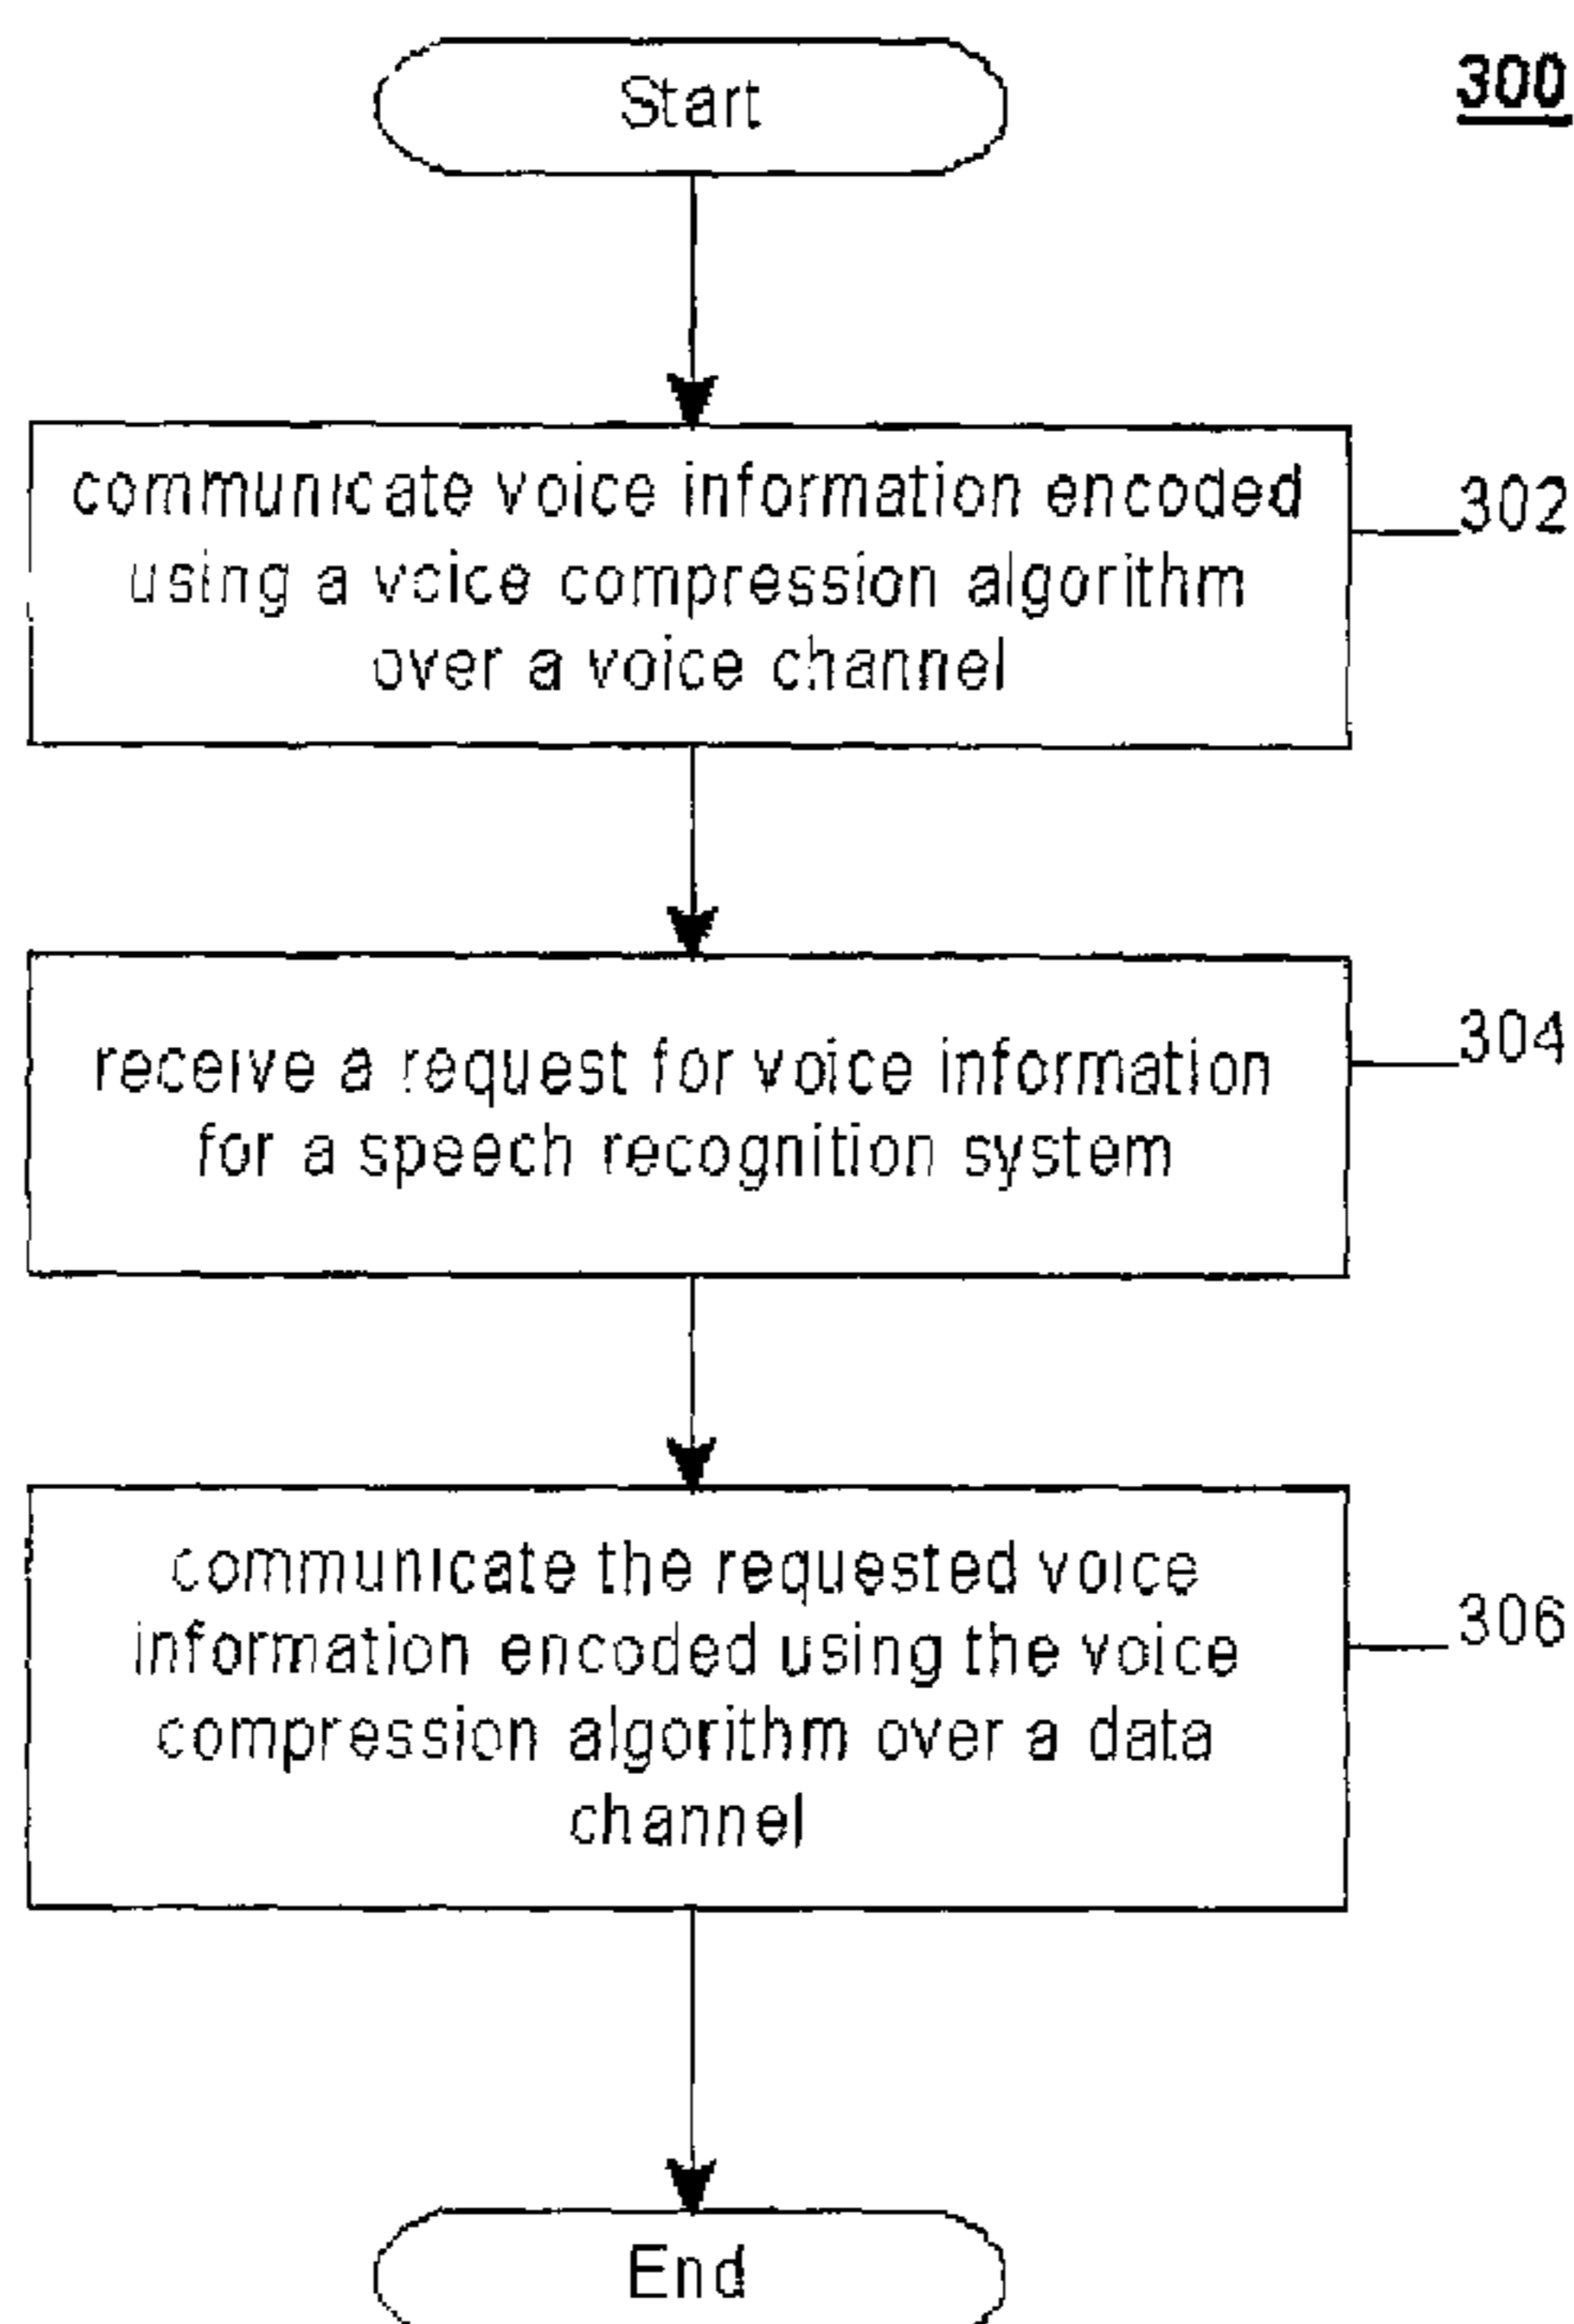 Start
300
communicate voice information encoded
using a voice compression algorithm
over a voice channel
302
receive a request for voice information
for a speech recognition system
304
communicate the requested voice
information encoded using the voice
compression algorithm over a data
channel
306
End